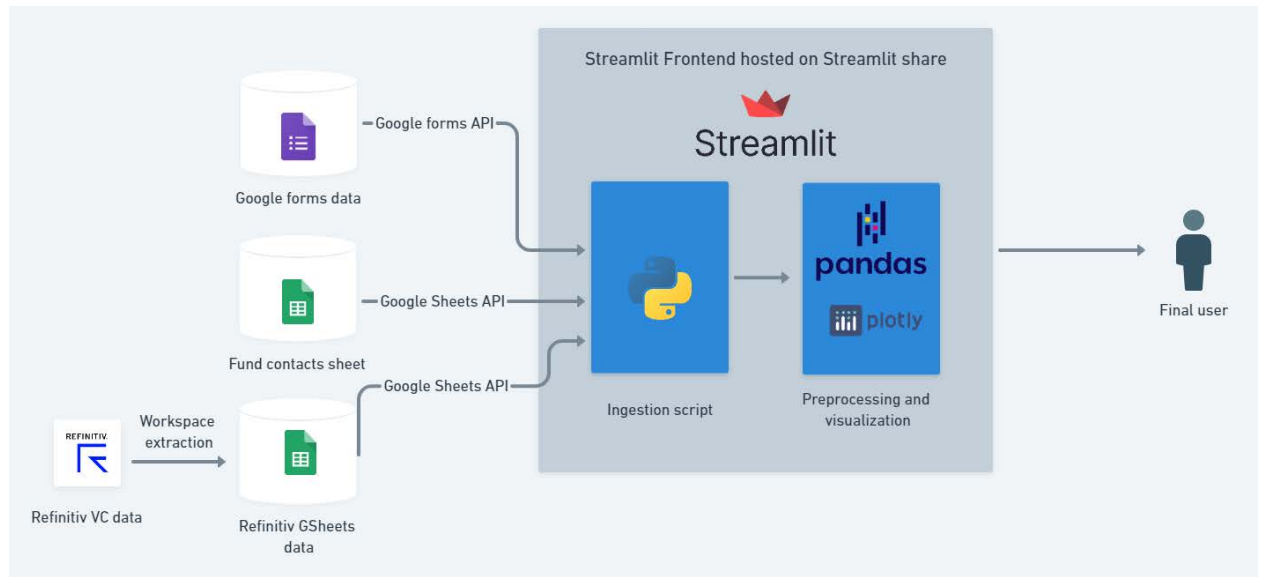 Streamlit Frontend hosted on Streamlit share
Streamlit
Google forms API
Google forms data
Google Sheets API
Fund contacts sheet
Google Sheets API
REFINITIV
Workspace
extraction
Refinitiv VC data
Refinitiv GSheets
data
Ingestion script
pandas
plotly
Preprocessing and
visualization
Final user